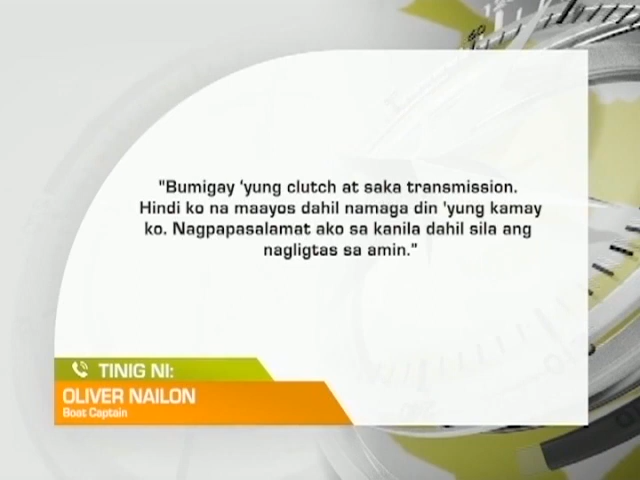 "Bumigay ‘yung clutch at saka transmission.
Hindi ko na maayos dahil namaga din 'yung kamay
ko. Nagpapasalamat ako sa kanila dahil sila ang
nagligtas sa amin."
TINIG NI:
OLIVER NAILON
Boat Captain